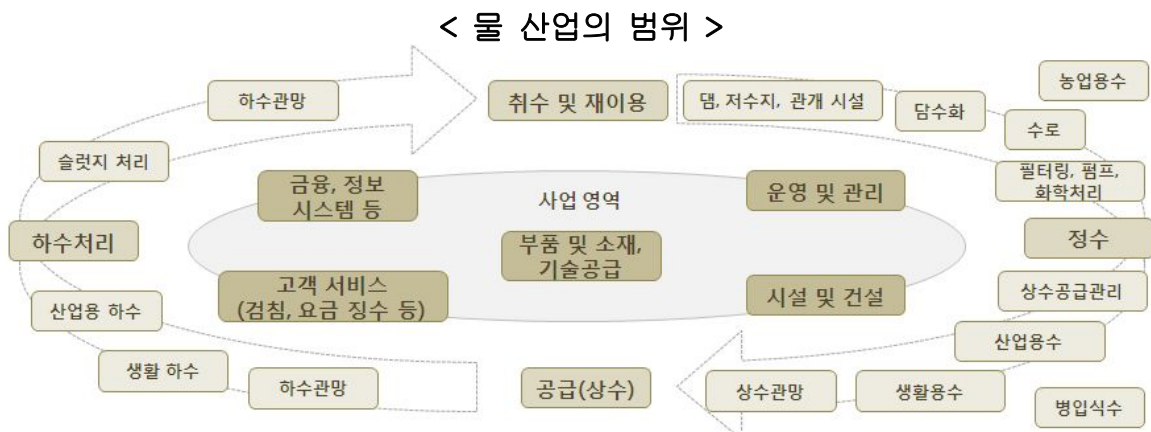 < 물 산업의 범위 >
하수관망
취수 및 재이용
댐, 저수지, 관개 시설
담수화
농업용수
수로
슬럿지 처리
필터링, 펌프,
화학처리
금융, 정보
시스템 등
사업 영역
운영 및 관리
하수처리
부품 및 소재,
기술공급
정수
고객 서비스
(검침, 요금 징수 등)
시설 및 건설
상수공급관리
산업용 하수
산업용수
생활 하수
하수관망
공급(상수)
상수관망
생활용수
병입식수